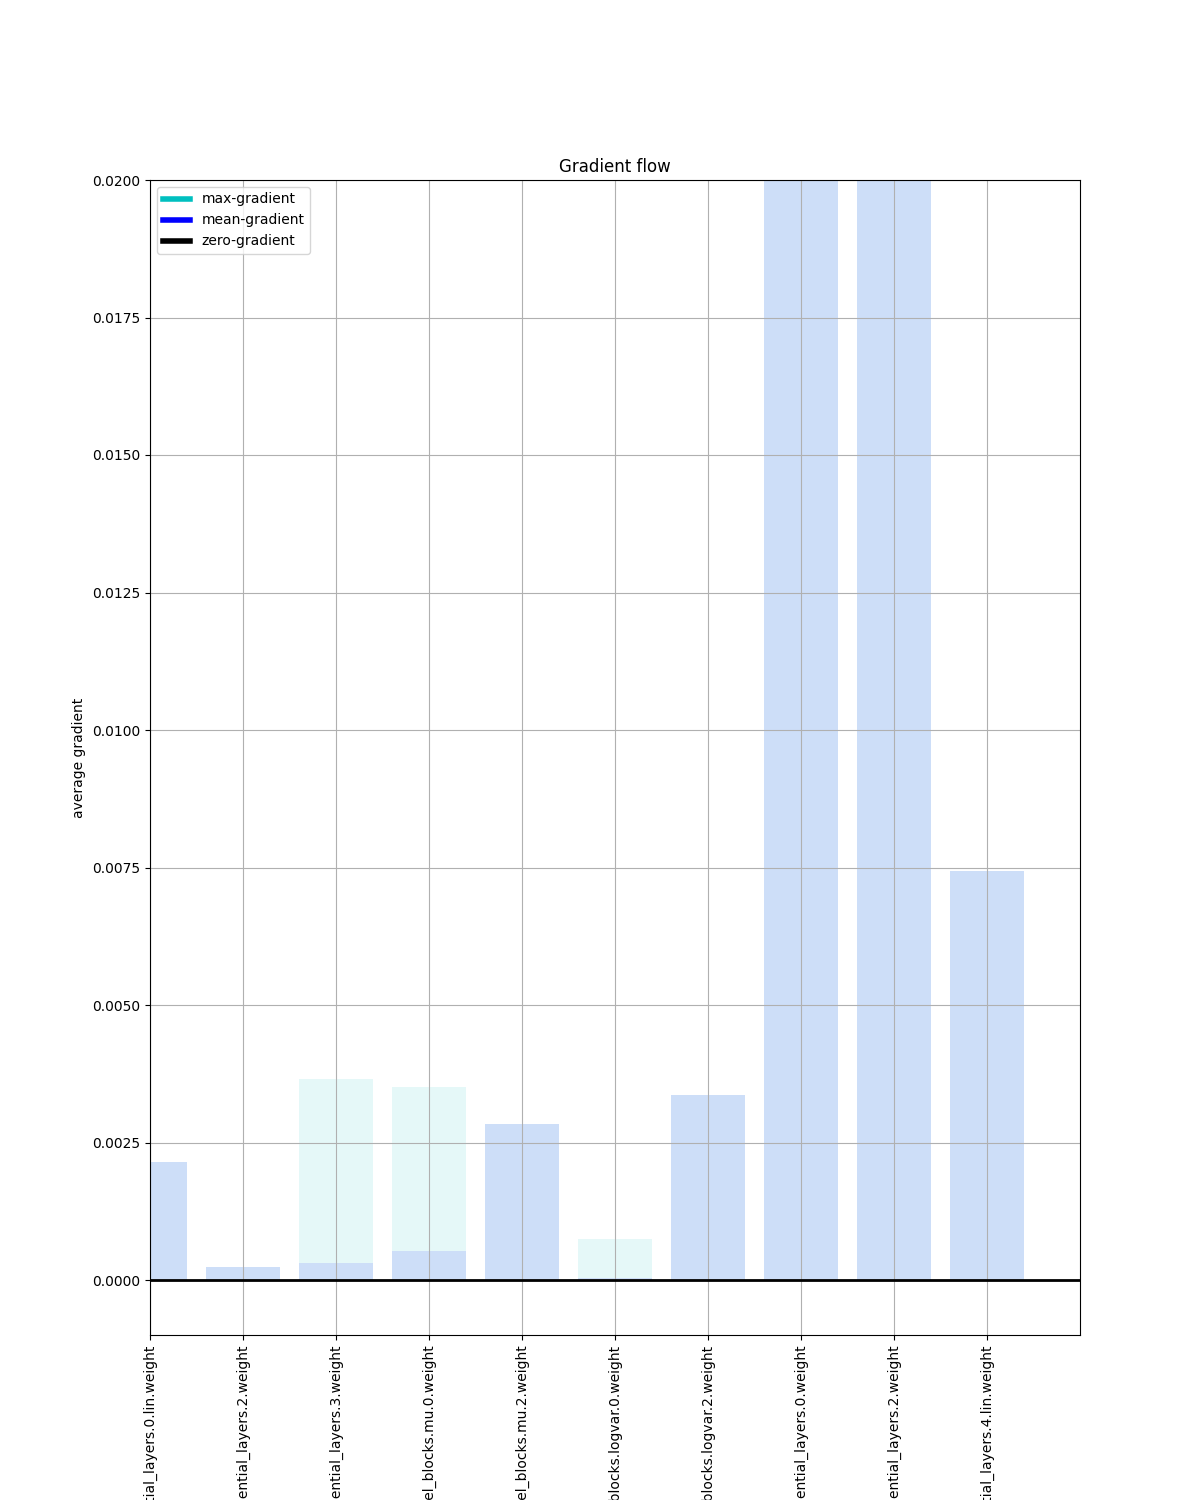 Gradient flow
max-gradient
mean-gradient
zero-gradient
0.0200
0.0175
0.0150
0.0125
0.0100
0.0075
0.0050
0.0025
0.0000
average gradient
tial_layers.0.lin.weight
ential_layers.2.weight
ential_layers.3.weight
el_blocks.mu.0.weight
el_blocks.mu.2.weight
blocks.logvar.0.weight
blocks.logvar.2.weight
ential_layers.0.weight
ential_layers.2.weight
tial_layers.4.lin.weight